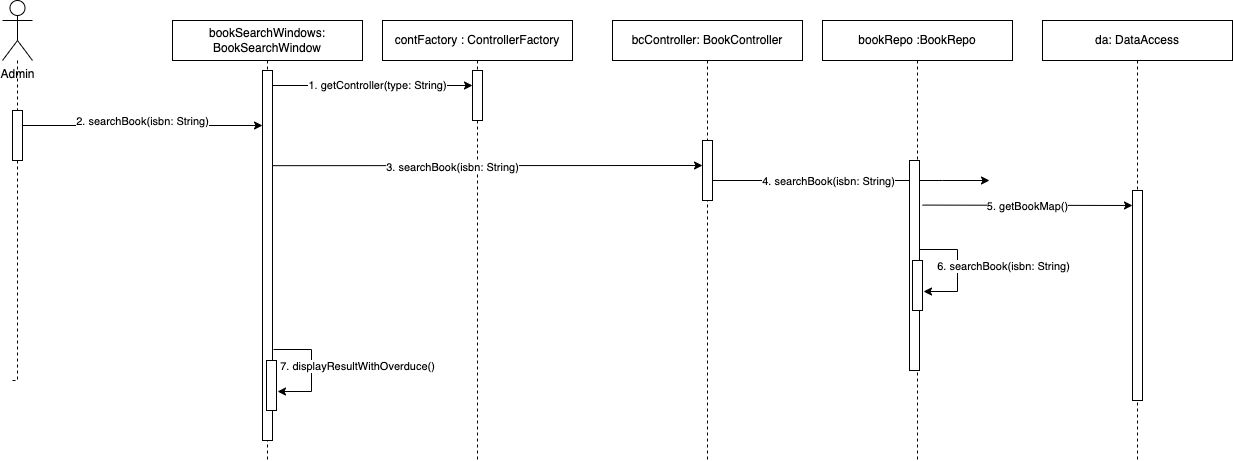 Admin
bookSearchWindows:
BookSearchWindow
contFactory : ControllerFactory
bcController: BookController
bookRepo :BookRepo
da: DataAccess
1. getController(type: String)
2. searchBook(isbn: String)
3. searchBook(isbn: String)
4. searchBook(isbn: String)
5. getBookMap()
6. searchBook(isbn: String)
7. displayResultWithOverduce()